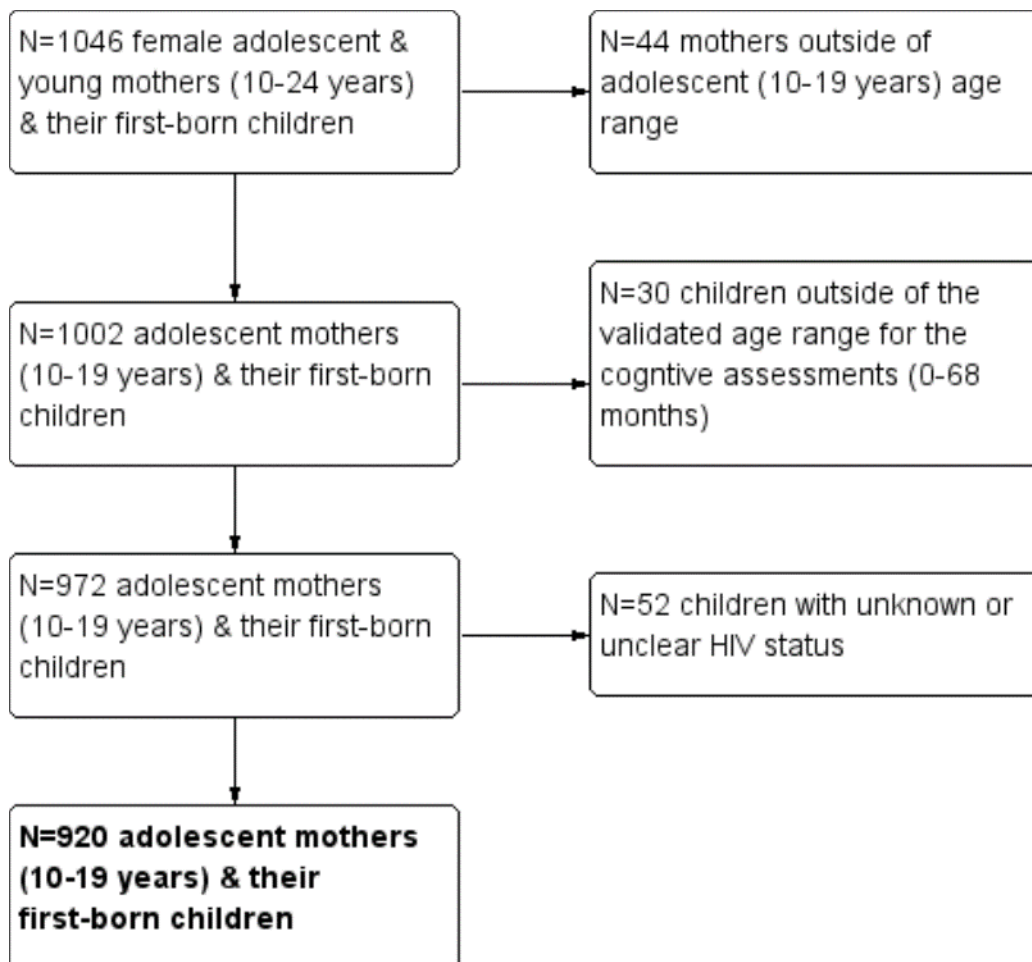 N=1046 female adolescent &
young mothers (10-24 years)
& their first-born children
N=44 mothers outside of
adolescent (10-19 years) age
range
N=1002 adolescent mothers
(10-19 years) & their first-born
children
N=30 children outside of the
validated age range for the
cogntive assessments (0-68
months)
N=972 adolescent mothers
(10-19 years) & their first-born
children
N=52 children with unknown or
unclear HIV status
N=920 adolescent mothers
(10-19 years) & their
first-born children